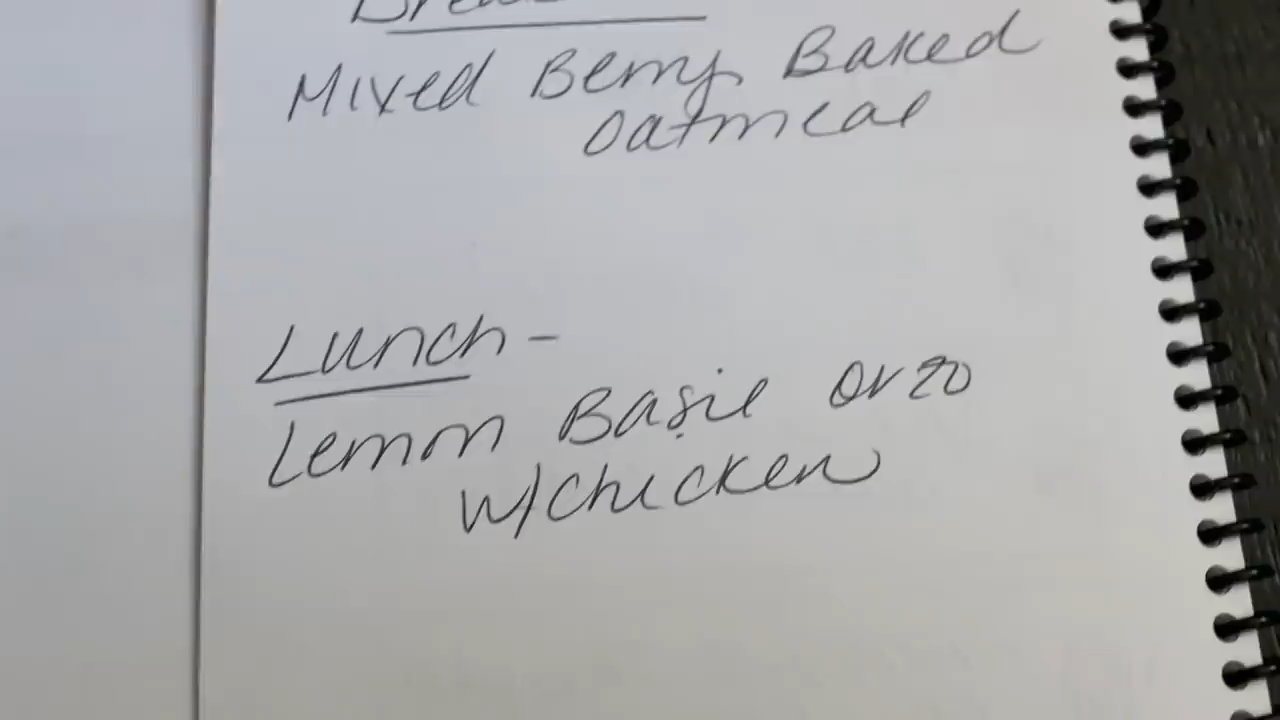 Mixed Berry Baked
Oatmeal
Lunch -
Lemon Basil Orzo
w/Chicken